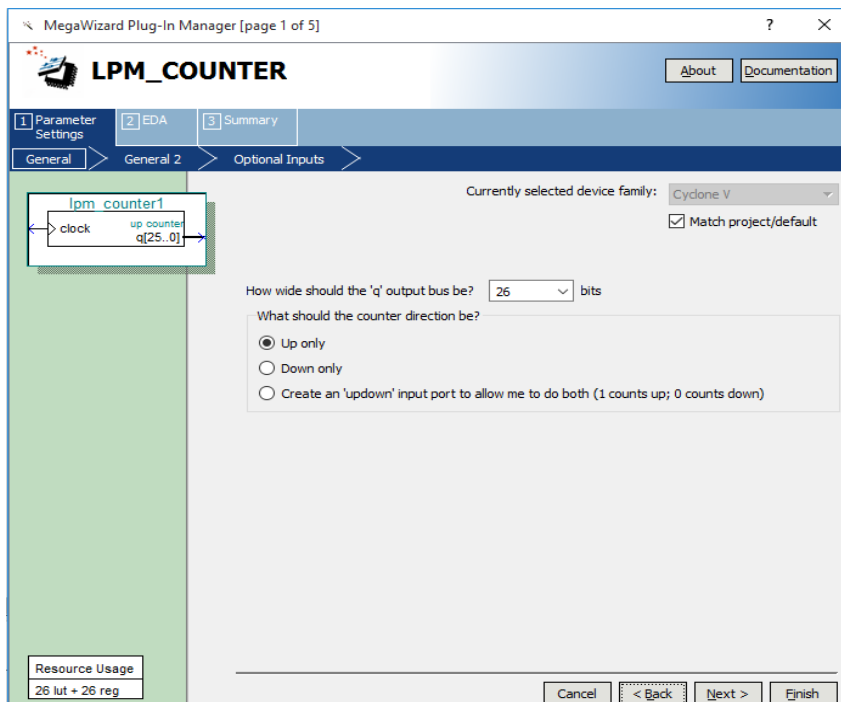 MegaWizard Plug-In Manager [page 1 of 5]
? ×
LPM_COUNTER
About Documentation
1 Parameter Settings
2 EDA
3 Summary
General
General 2
Optional Inputs
lpm_counter1
up counter
clock
q[25..0]
Currently selected device family: Cyclone V
Match project/default
How wide should the 'q' output bus be? 26 bits
What should the counter direction be?
Up only
Down only
Create an 'updown' input port to allow me to do both (1 counts up; 0 counts down)
Resource Usage
26 lut + 26 reg
Cancel < Back Next > Finish